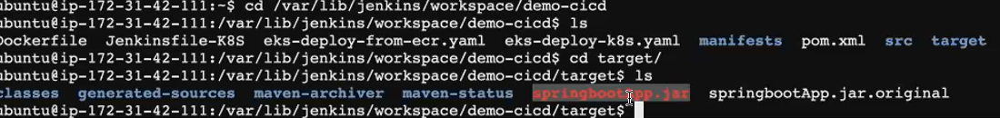 ubuntu@ip-172-31-42-111:~$ cd /var/lib/jenkins/workspace/demo-cicd
ubuntu@ip-172-31-42-111:/var/lib/jenkins/workspace/demo-cicd$ ls
Dockerfile Jenkinsfile-K8S eks-deploy-from-ecr.yaml eks-deploy-k8s.yaml manifests pom.xml src target
ubuntu@ip-172-31-42-111:/var/lib/jenkins/workspace/demo-cicd$ cd target/
ubuntu@ip-172-31-42-111:/var/lib/jenkins/workspace/demo-cicd/target$ ls
classes generated-sources maven-archiver maven-status springbootApp.jar springbootApp.jar.original
ubuntu@ip-172-31-42-111:/var/lib/jenkins/workspace/demo-cicd/target$